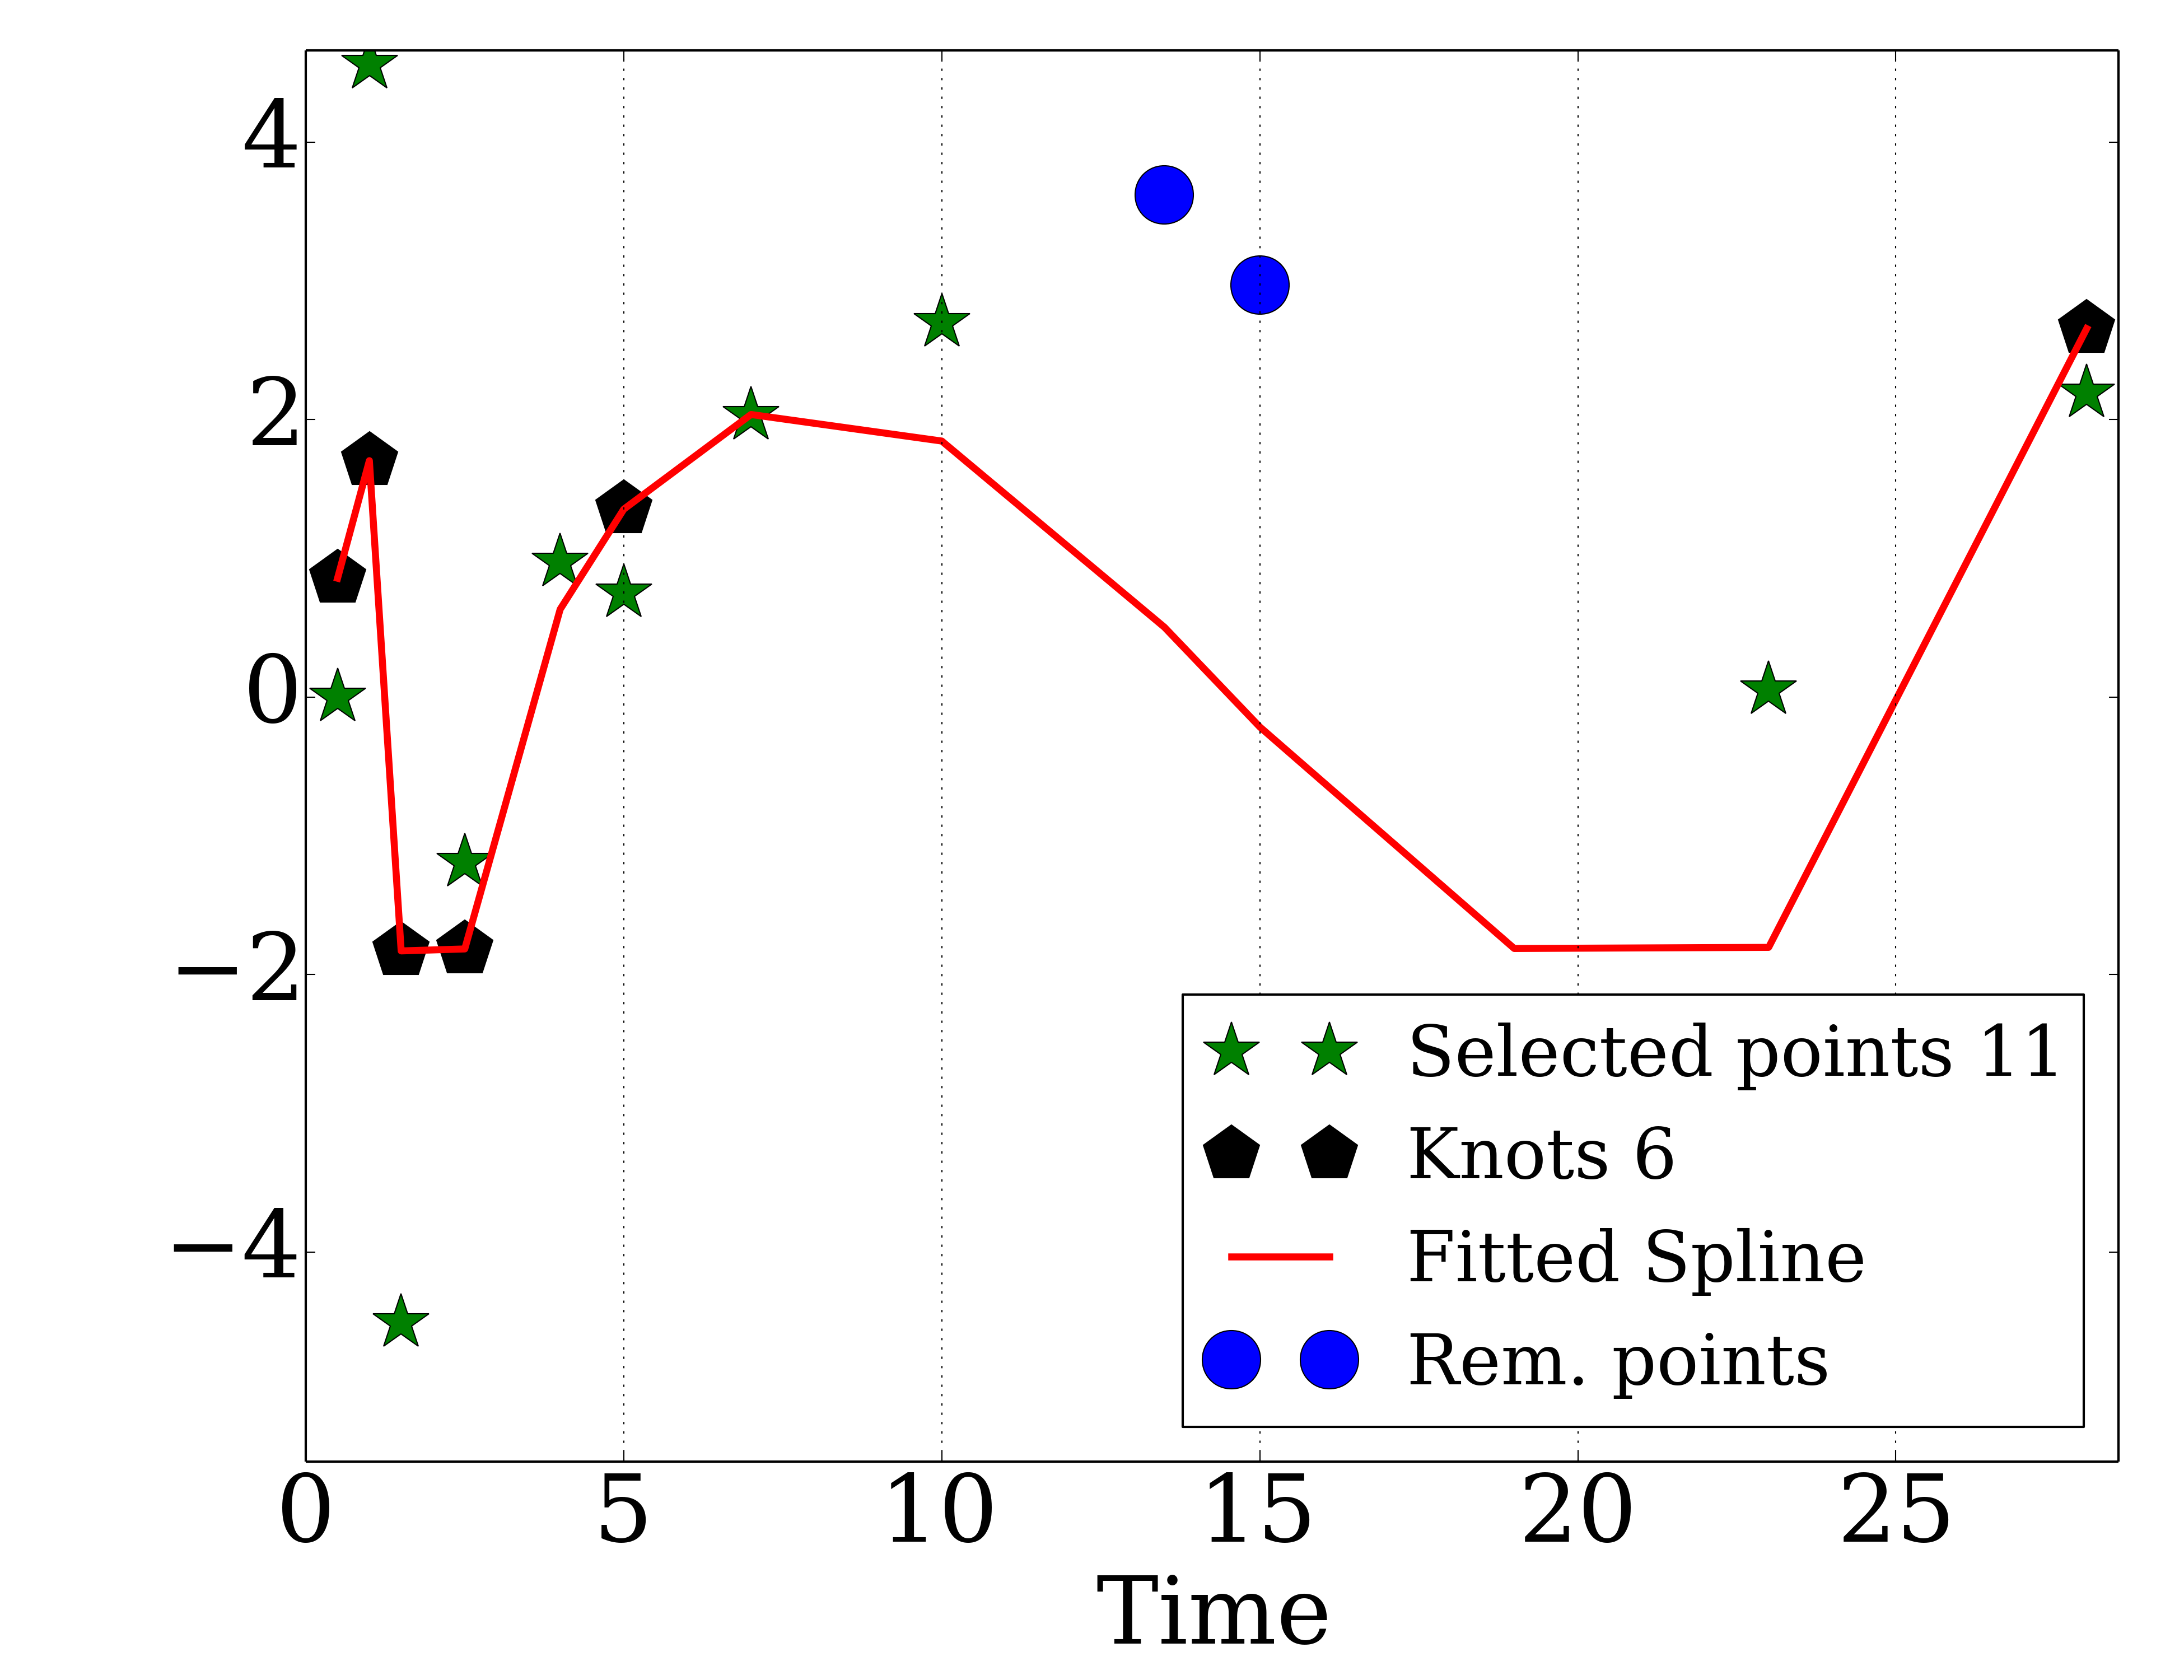 4
2
0
−2
−4
0 5 10 15 20 25
Time
Selected points 11
Knots 6
Fitted Spline
Rem. points